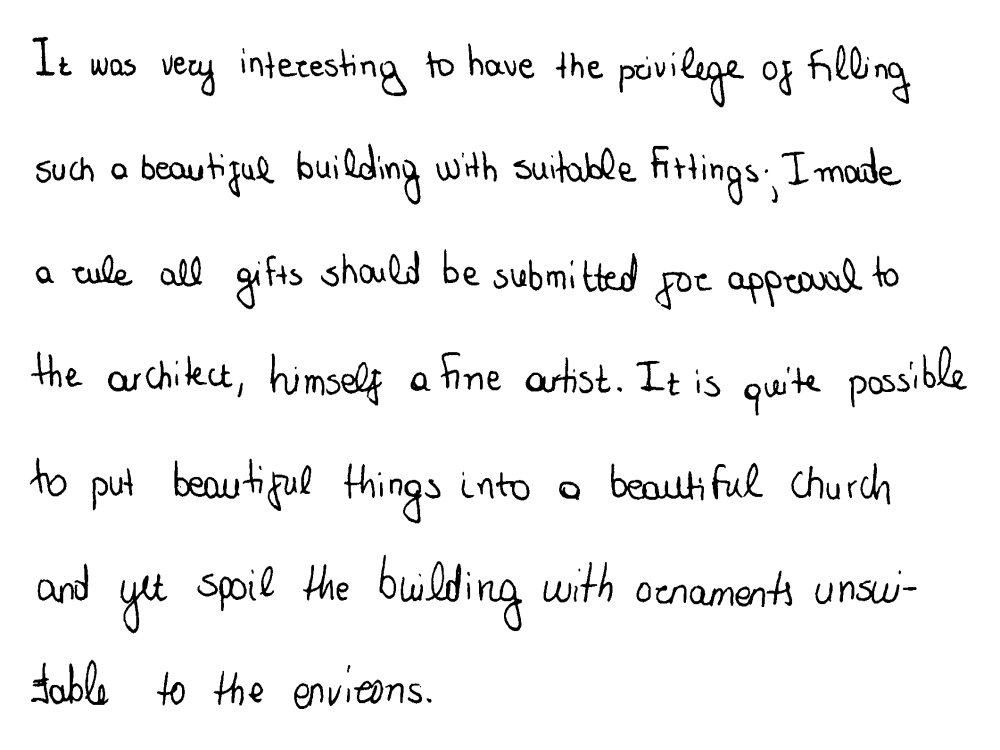 It was very interesting to have the privilege of filling
such a beautiful building with suitable fittings; I made
a rule all gifts should be submitted for approval to
the architect, himself a fine artist. It is quite possible
to put beautiful things into a beautiful church
and yet spoil the building with ornaments unsui-
table to the environs.